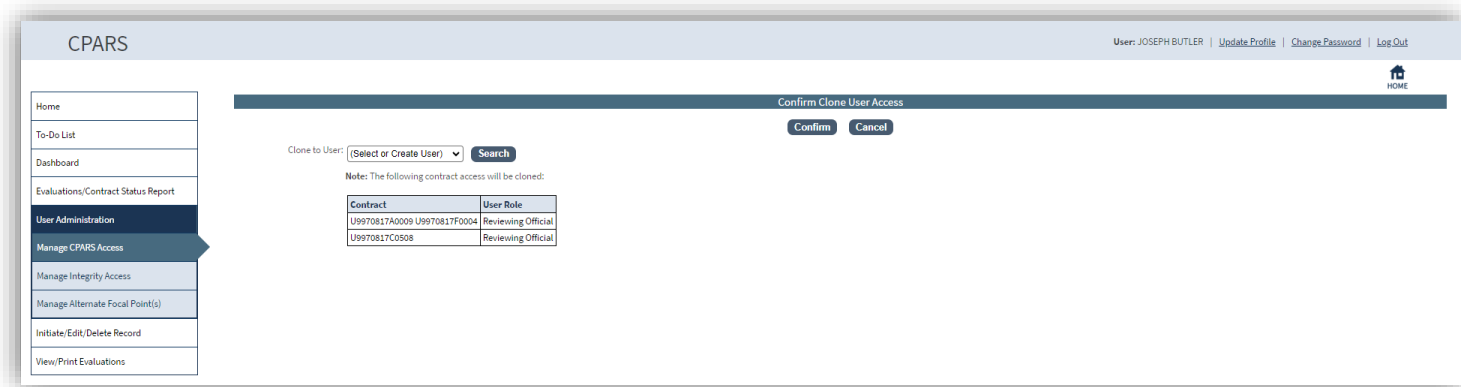 CPARS
User: JOSEPH BUTLER | Update Profile | Change Password | Log Out
HOME
Home
To-Do List
Dashboard
Evaluations/Contract Status Report
User Administration
Manage CPARS Access
Manage Integrity Access
Manage Alternate Focal Point(s)
Initiate/Edit/Delete Record
View/Print Evaluations
Confirm Clone User Access
Confirm Cancel
Clone to User: (Select or Create User) Search
Note: The following contract access will be cloned:
Contract User Role
U9970817A0009 U9970817F0004 Reviewing Official
U9970817C0508 Reviewing Official